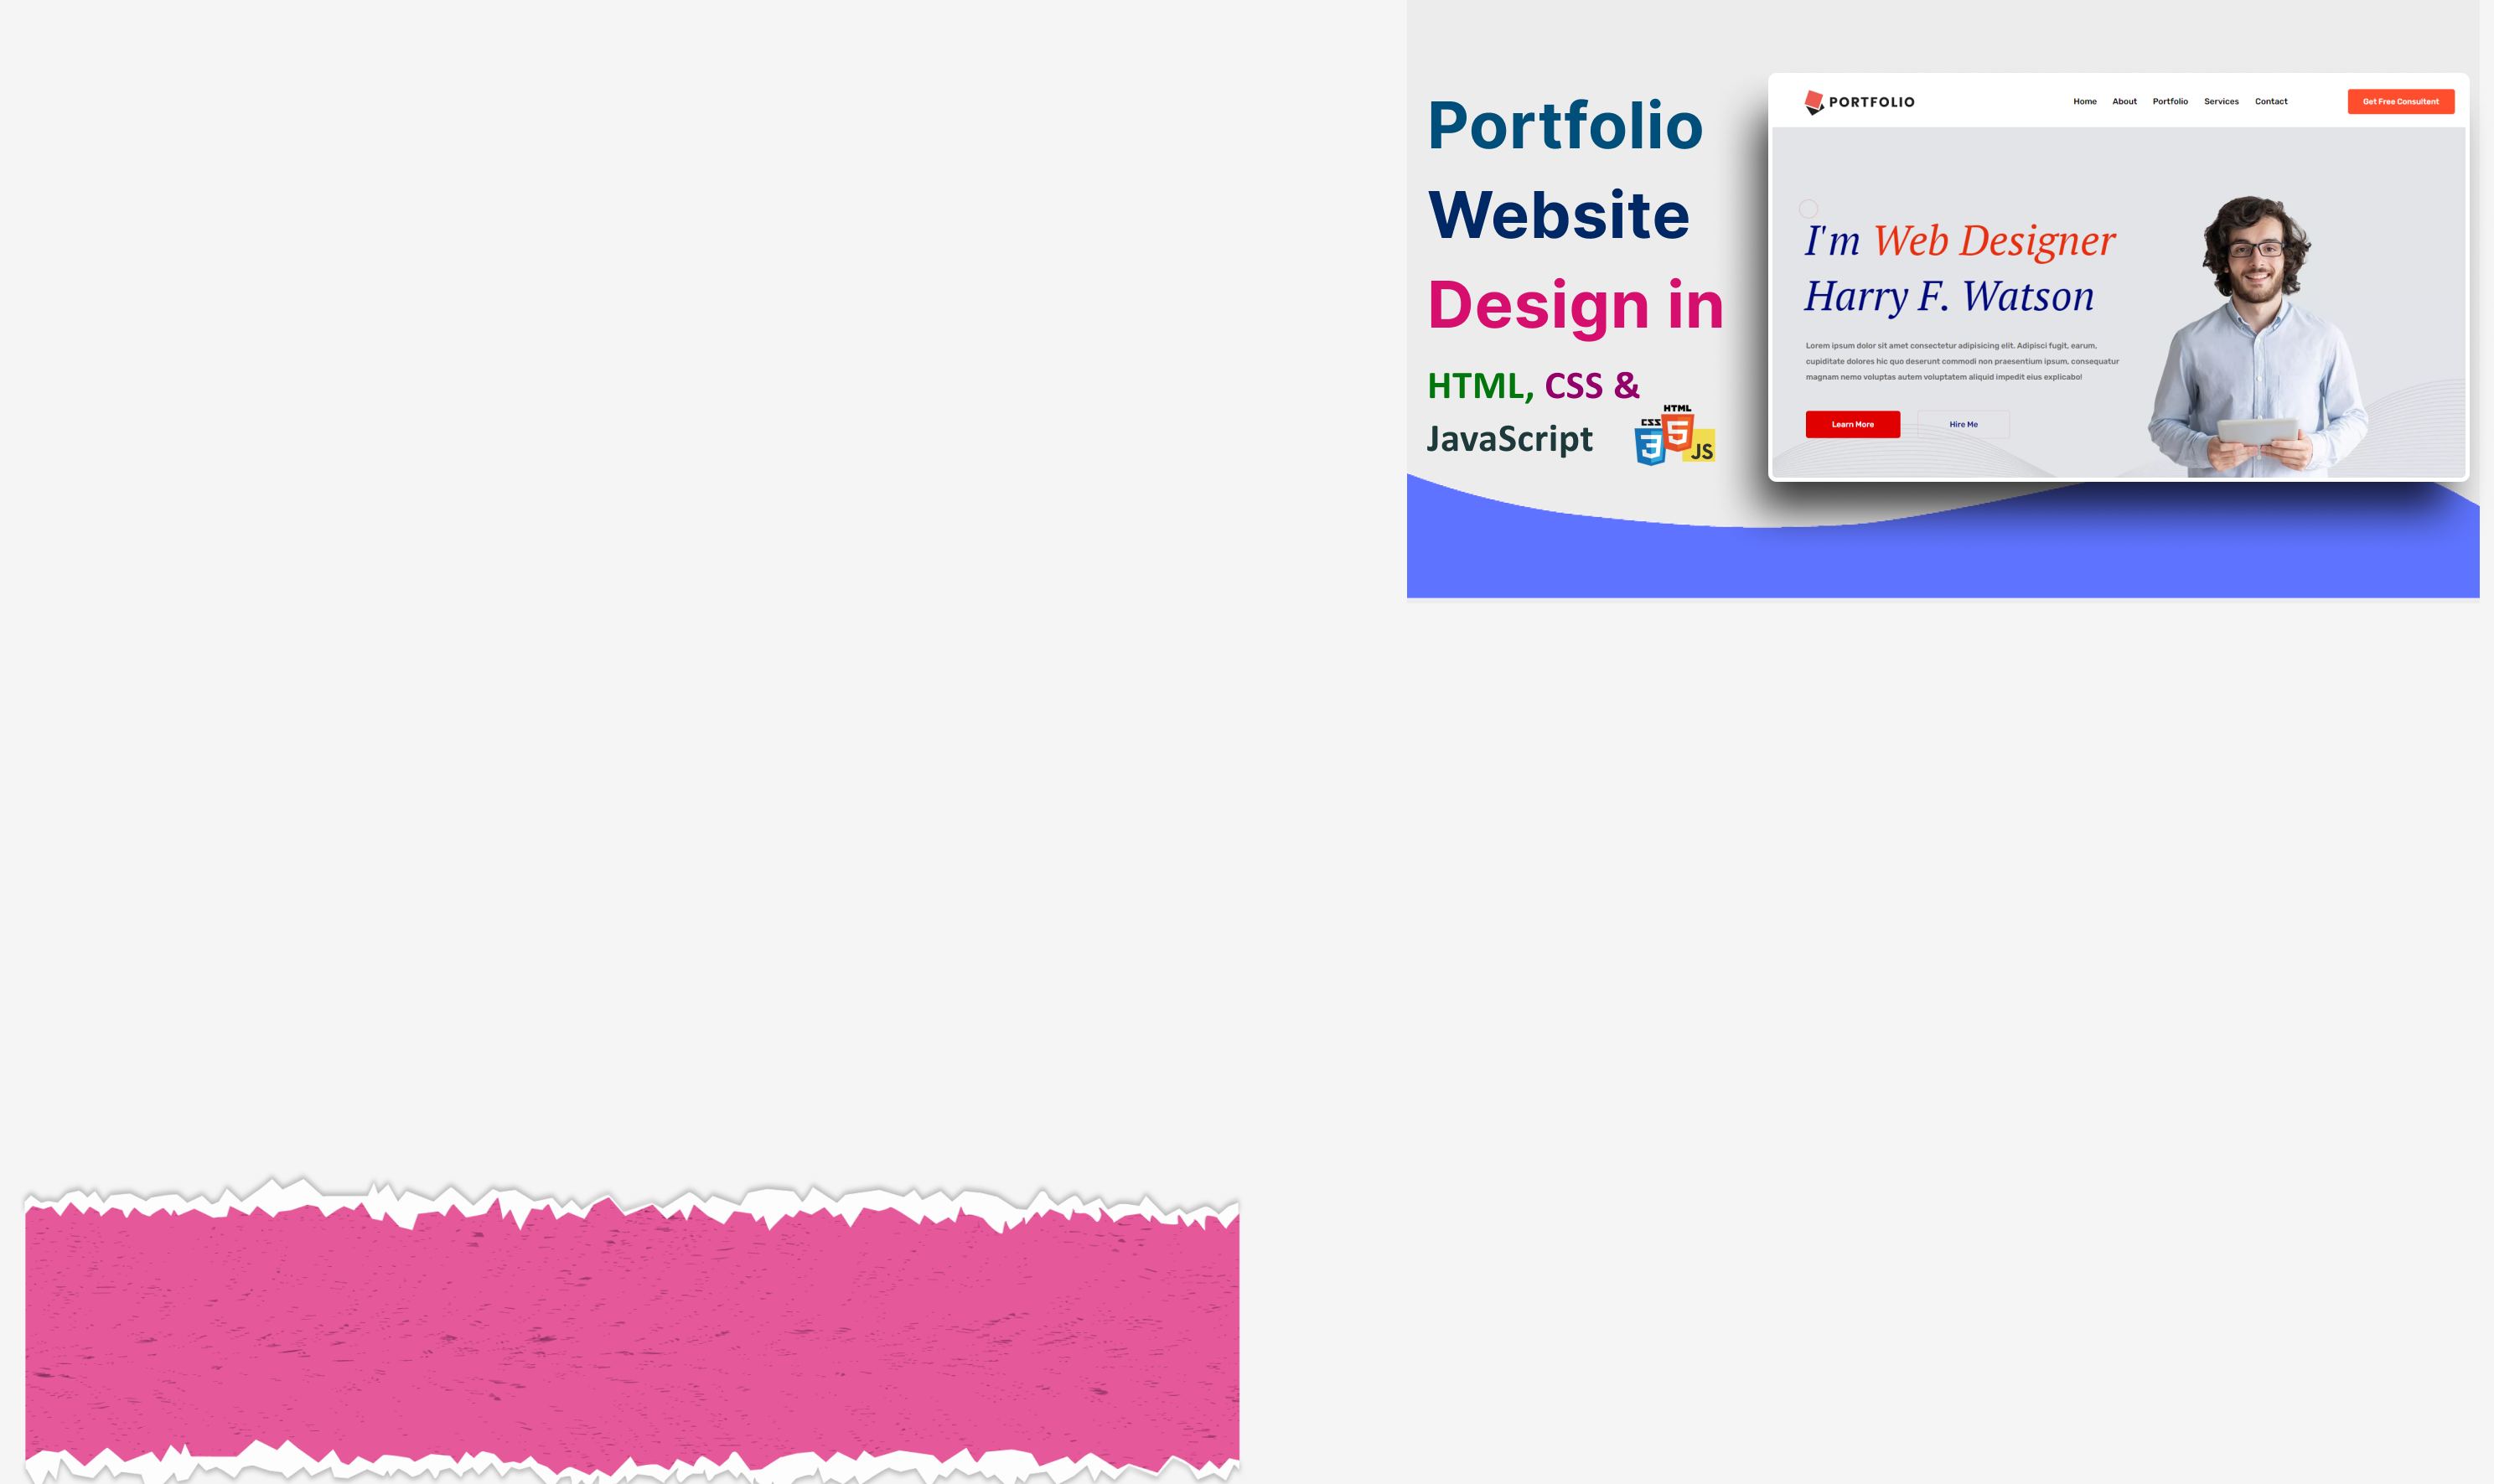 Portfolio
Website
Design in
HTML, CSS &
JavaScript
HTML
CSS
3
5
JS
PORTFOLIO
Home About Portfolio Services Contact
Get Free Consultent
I'm Web Designer
Harry F. Watson
Lorem ipsum dolor sit amet consectetur adipisicing elit. Adipisci fugit, earum,
cupiditate dolores hic quo deserunt commodi non praesentium ipsum, consequatur
magnam nemo voluptas autem voluptatem aliquid impedit eius explicabo!
Learn More
Hire Me